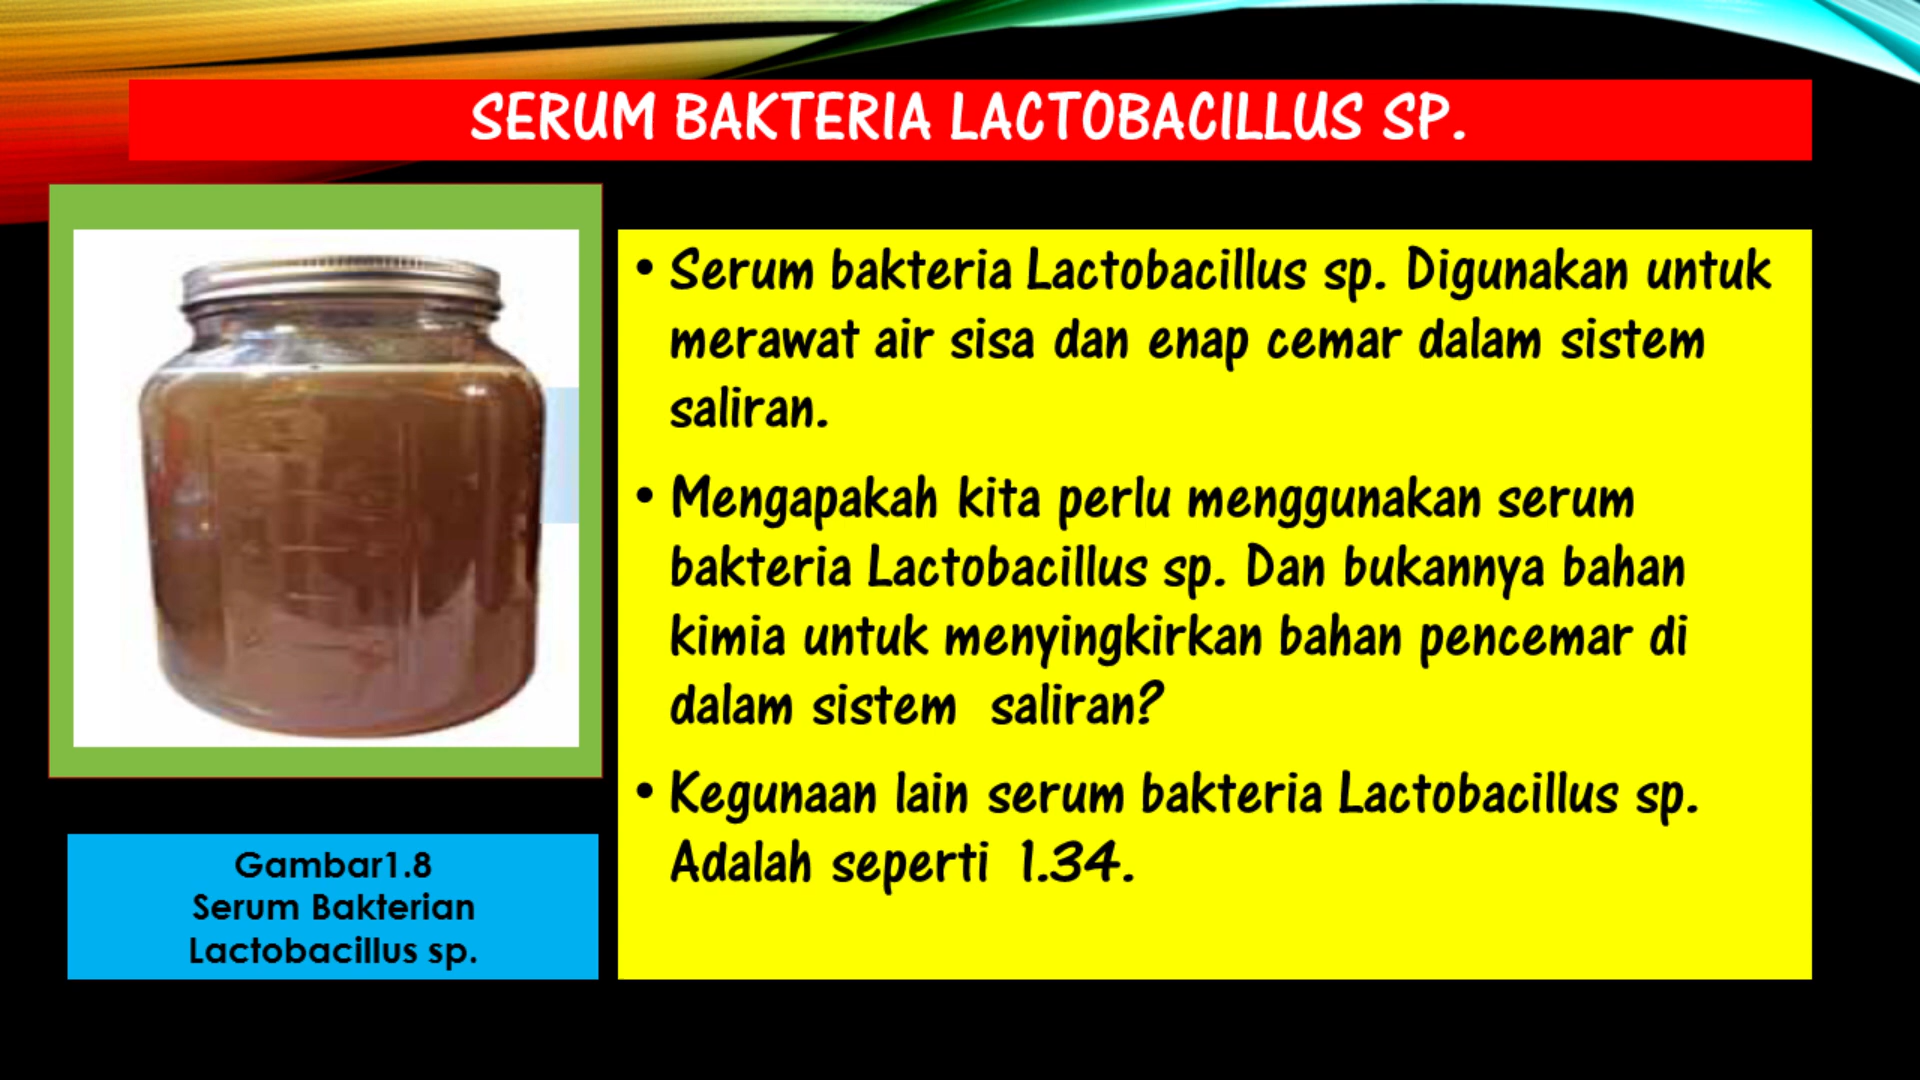 SERUM BAKTERIA LACTOBACILLUS SP.
• Serum bakteria Lactobacillus sp. Digunakan untuk
merawat air sisa dan enap cemar dalam sistem
saliran.
• Mengapakah kita perlu menggunakan serum
bakteria Lactobacillus sp. Dan bukannya bahan
kimia untuk menyingkirkan bahan pencemar di
dalam sistem  saliran?
• Kegunaan lain serum bakteria Lactobacillus sp.
Adalah seperti  1.34.
Gambar1.8
Serum Bakterian
Lactobacillus sp.